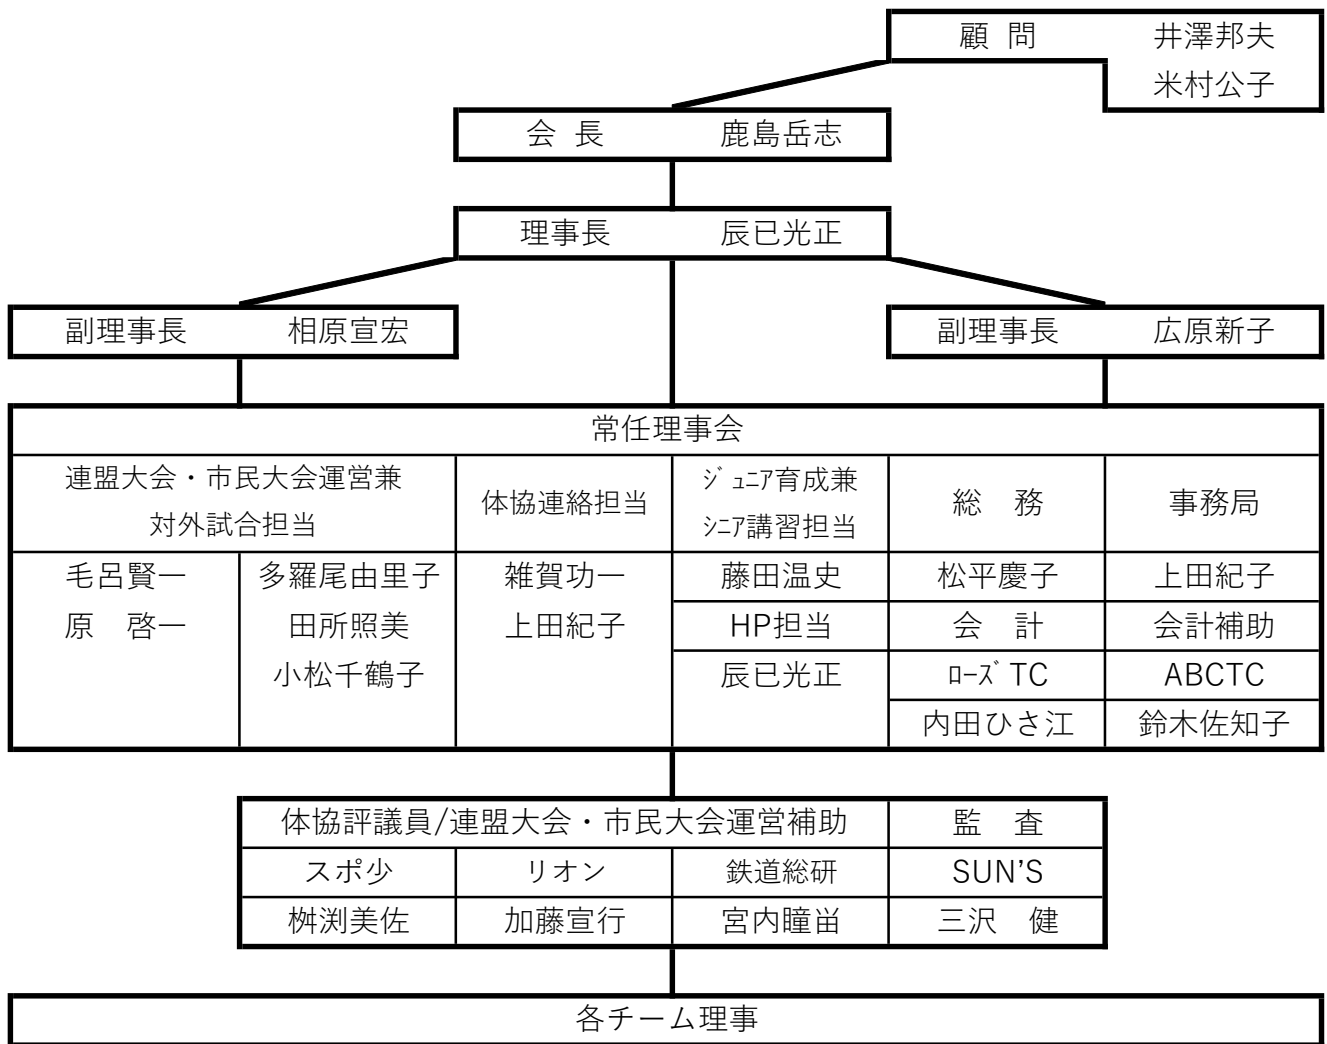 顧 問 井澤邦夫
米村公子
会 長 鹿島岳志
理事長 辰已光正
副理事長 相原宣宏 副理事長 広原新子
常任理事会
連盟大会・市民大会運営兼
対外試合担当
体協連絡担当
ｼﾞｭﾆｱ育成兼
ｼﾆｱ講習担当
総　務 事務局
毛呂賢一 多羅尾由里子 雑賀功一 藤田温史 松平慶子 上田紀子
原　啓一 田所照美 上田紀子 HP担当 会　計 会計補助
小松千鶴子 辰已光正 ﾛｰｽﾞTC ABCTC
内田ひさ江 鈴木佐知子
体協評議員/連盟大会・市民大会運営補助 監　査
スポ少 リオン 鉄道総研 SUN'S
桝渕美佐 加藤宣行 宮内瞳畄 三沢　健
各チーム理事